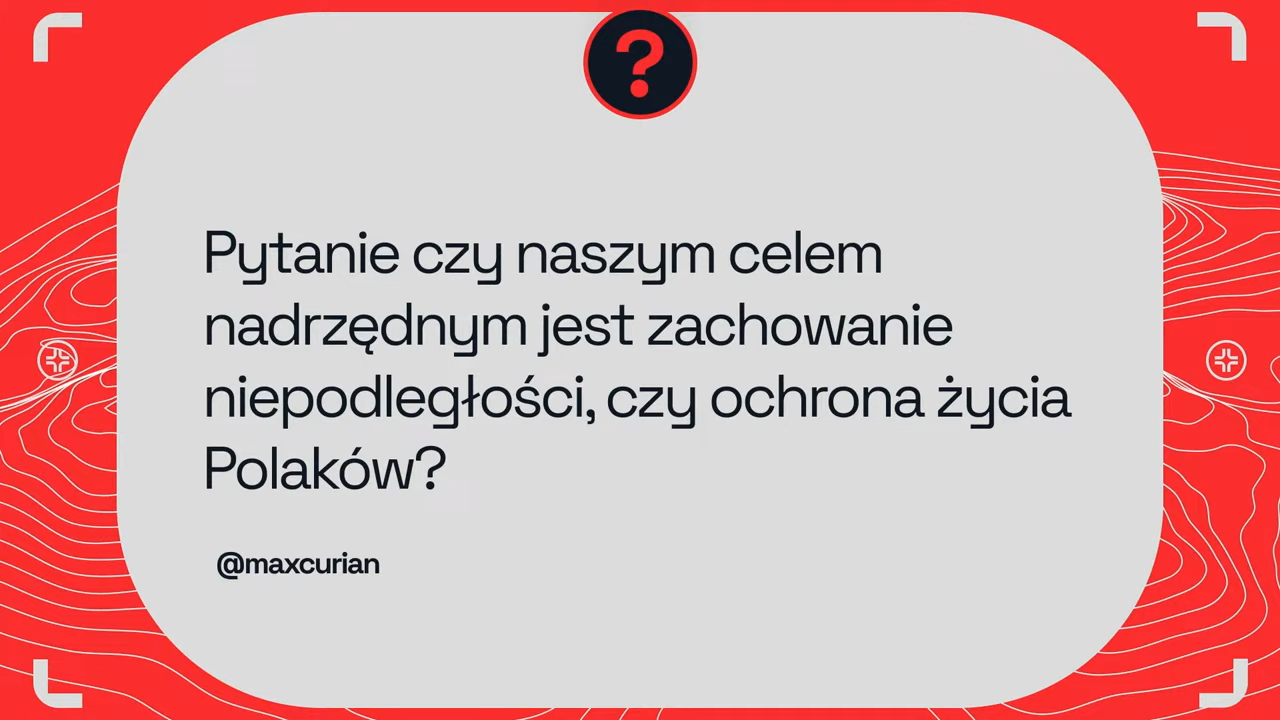 ?
Pytanie czy naszym celem
nadrzędnym jest zachowanie
niepodległości, czy ochrona życia
Polaków?
@maxcurian